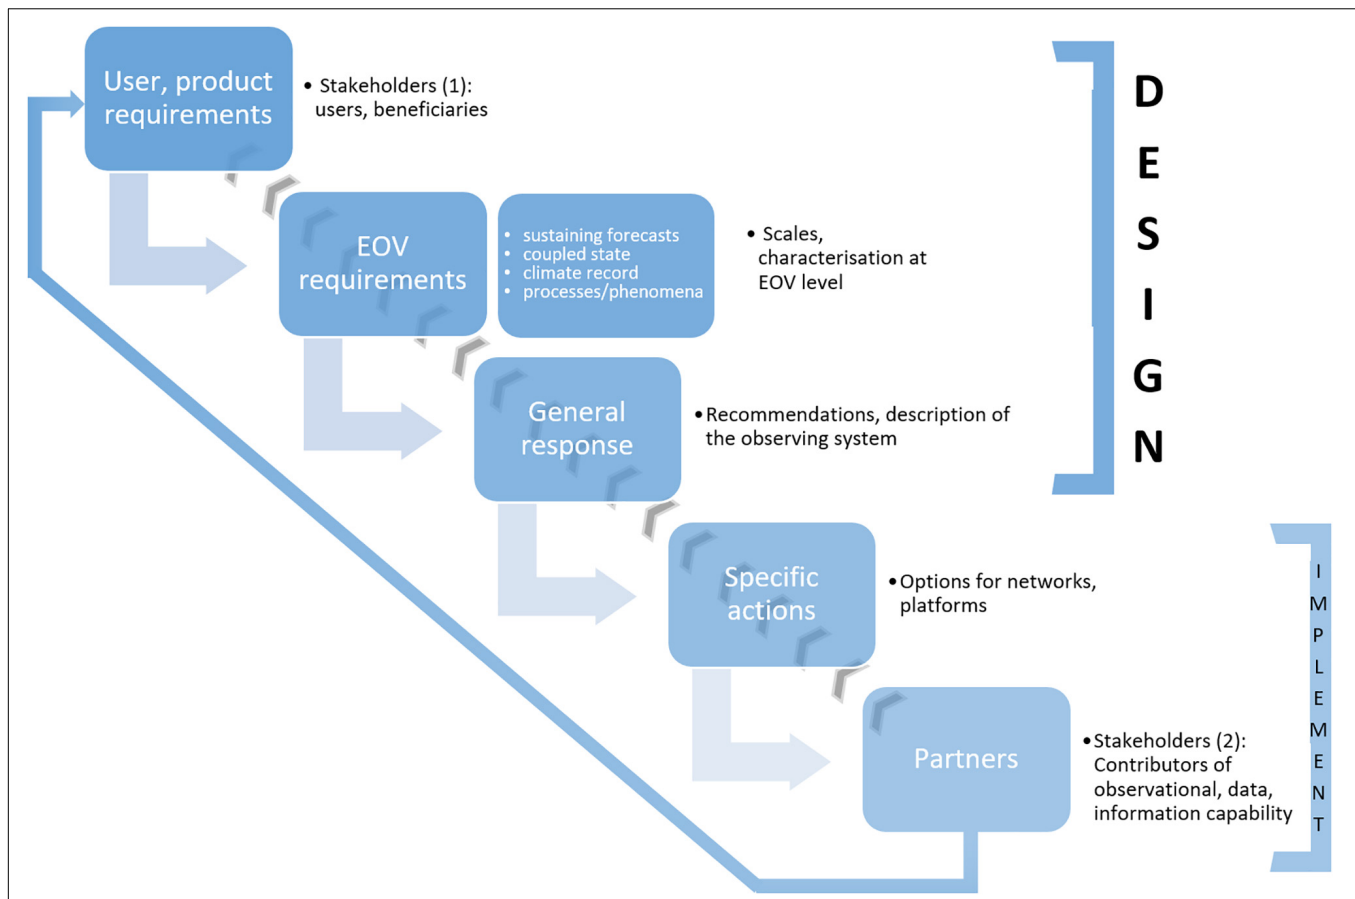 User, product
requirements
• Stakeholders (1):
users, beneficiaries
EOV
requirements
• sustaining forecasts
• coupled state
• climate record
• processes/phenomena
• Scales,
characterisation at
EOV level
General
response
•Recommendations, description of
the observing system
D
E
S
I
G
N
Specific
actions
•Options for networks,
platforms
Partners
•Stakeholders (2):
Contributors of
observational, data,
information capability
I
M
P
L
E
M
E
N
T